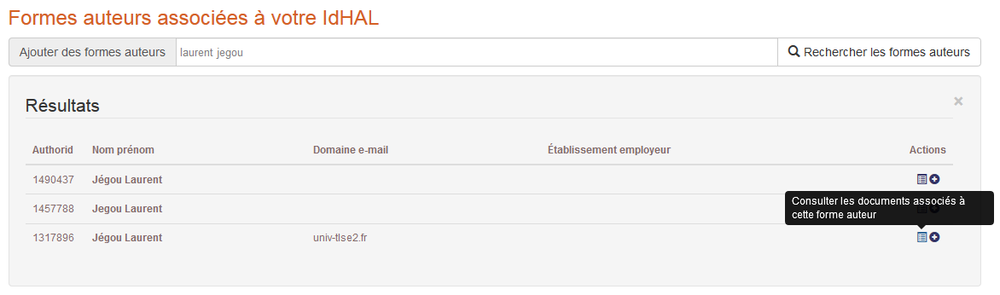 Formes auteurs associées à votre IdHAL
Ajouter des formes auteurs laurent jegou Rechercher les formes auteurs
Résultats ×
Authorid Nom prénom Domaine e-mail Établissement employeur Actions
1490437 Jégou Laurent
1457788 Jegou Laurent
1317896 Jégou Laurent univ-tlse2.fr
Consulter les documents associés à
cette forme auteur